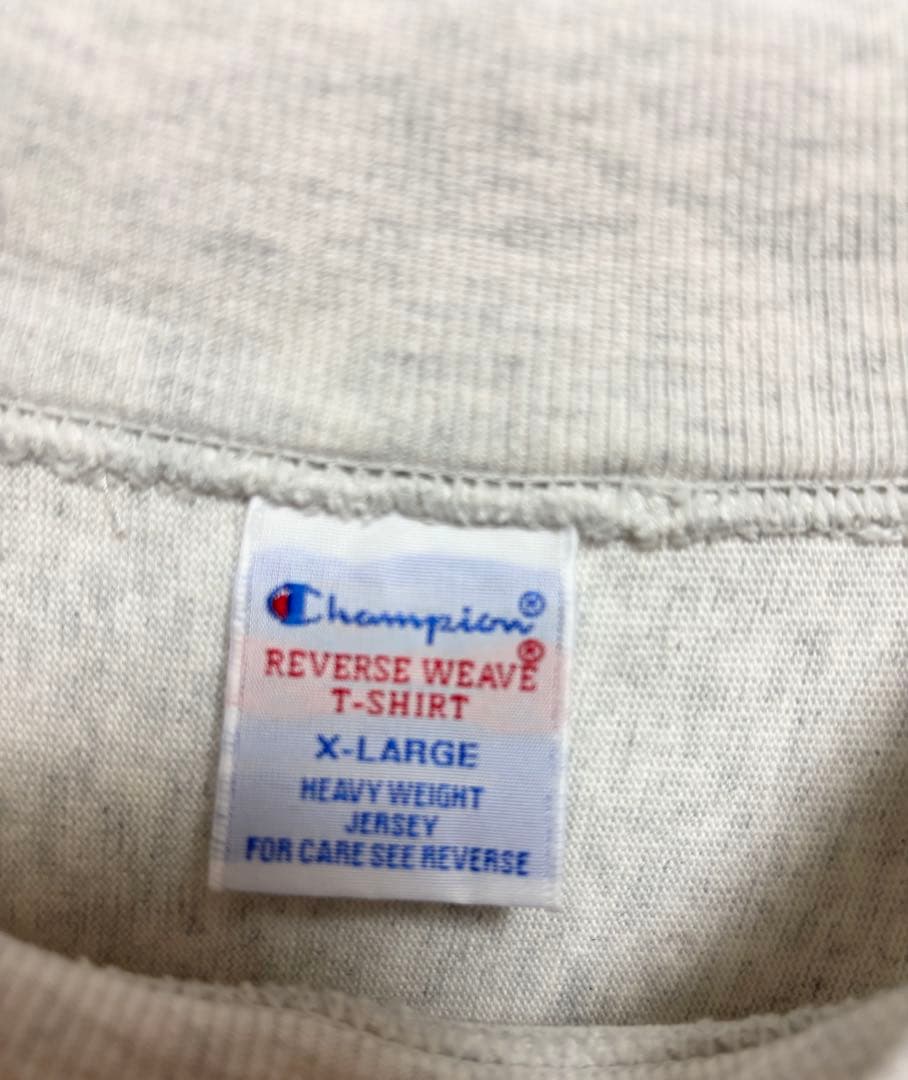 Champion®
REVERSE WEAVE®
T-SHIRT
X-LARGE
HEAVY WEIGHT
JERSEY
FOR CARE SEE REVERSE